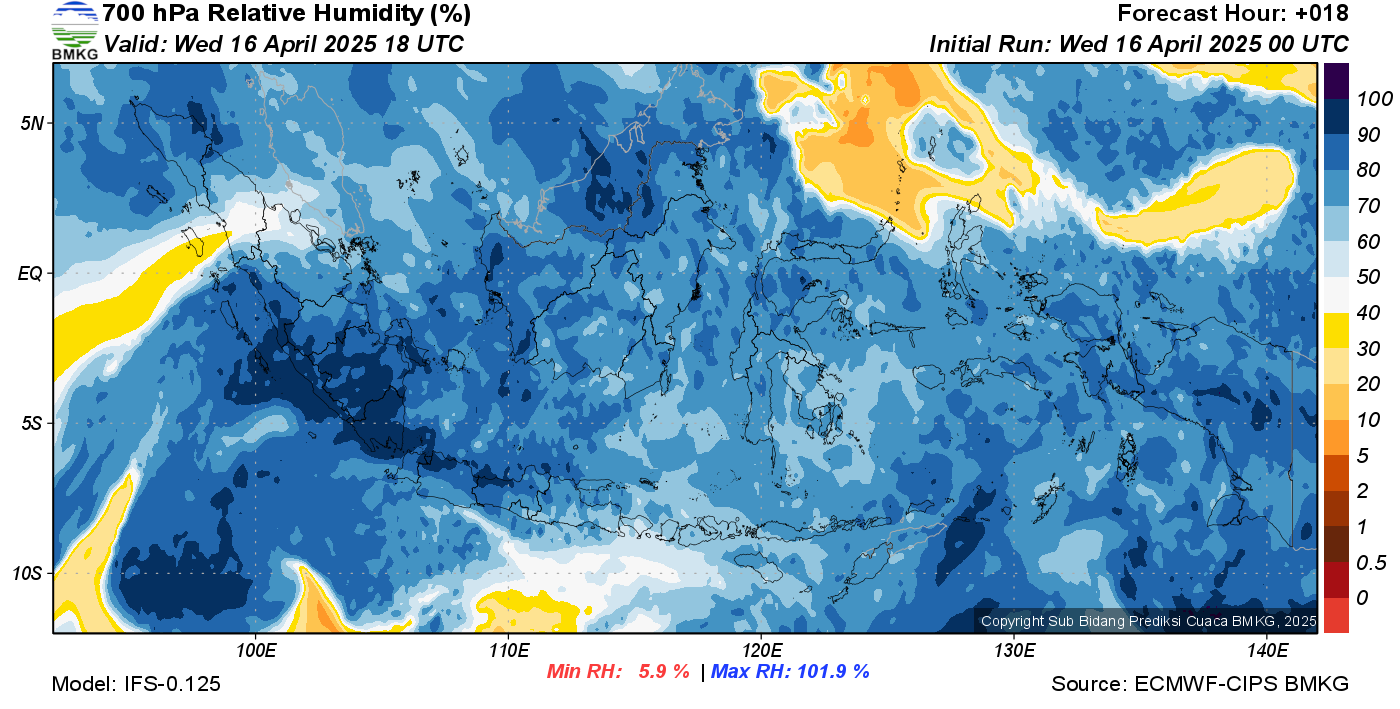 BMKG
700 hPa Relative Humidity (%)
Valid: Wed 16 April 2025 18 UTC
Forecast Hour: +018
Initial Run: Wed 16 April 2025 00 UTC
5N
EQ
5S
10S
100E
110E
120E
130E
140E
100
90
80
70
60
50
40
30
20
10
5
2
1
0.5
0
Copyright Sub Bidang Prediksi Cuaca BMKG, 2025
Min RH: 5.9 % | Max RH: 101.9 %
Model: IFS-0.125
Source: ECMWF-CIPS BMKG